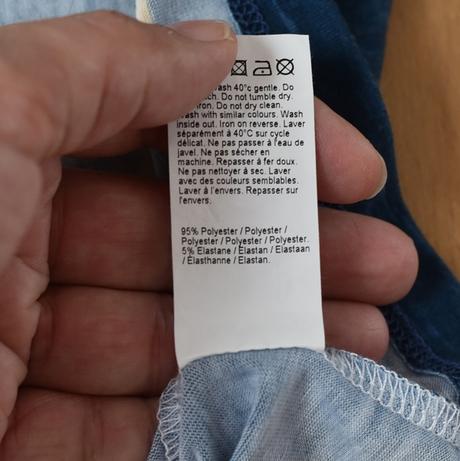 ash 40°c gentle. Do
ch. Do not tumble dry.
iron. Do not dry clean.
ash with similar colours. Wash
inside out. Iron on reverse. Laver
séparément à 40°C sur cycle
délicat. Ne pas passer à l'eau de
javel. Ne pas sécher en
machine. Repasser à fer doux.
Ne pas nettoyer à sec. Laver
avec des couleurs semblables.
Laver à l'envers. Repasser sur
l'envers.
95% Polyester / Polyester /
Polyester / Polyester / Polyester.
5% Elastane / Elastan / Elastaan
/ Élasthanne / Elastan.